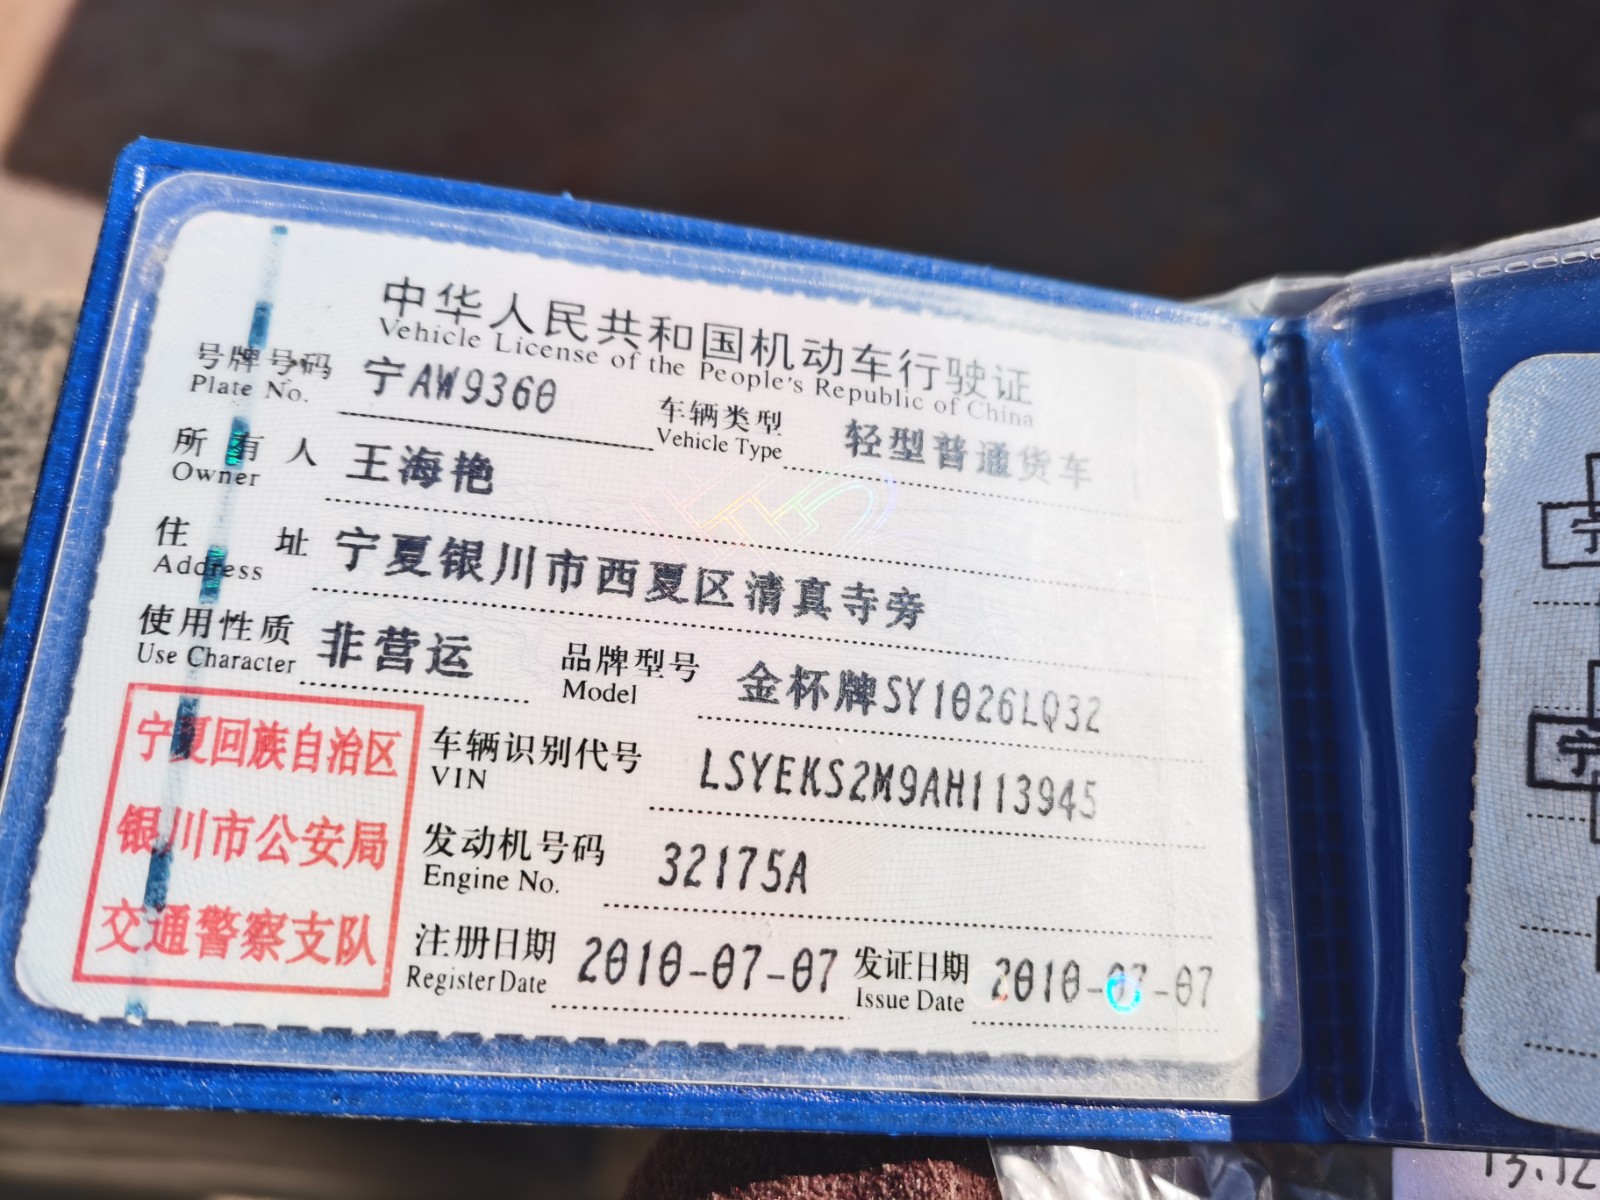 中华人民共和国机动车行驶证
Vehicle License of the People's Republic of China
号牌号码 宁AW9360 车辆类型 轻型普通货车
Plate No. Vehicle Type
所有人 王海艳
Owner
住址 宁夏银川市西夏区清真寺旁
Address
使用性质 非营运 品牌型号 金杯牌SY1026LQ32
Use Character Model
宁夏回族自治区
银川市公安局
交通警察支队
车辆识别代号 LSYEKS2M9AH113945
VIN
发动机号码 32175A
Engine No.
注册日期 2010-07-07 发证日期 2010-07-07
Register Date Issue Date
宁
宁